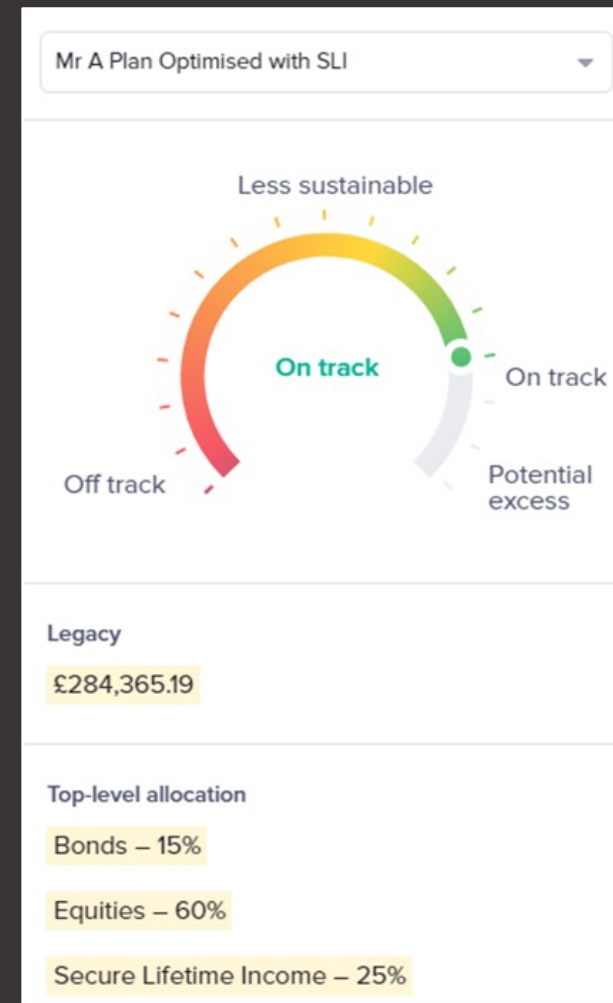 Mr A Plan Optimised with SLI
Less sustainable
On track
On track
Off track
Potential
excess
Legacy
£284,365.19
Top-level allocation
Bonds – 15%
Equities – 60%
Secure Lifetime Income – 25%